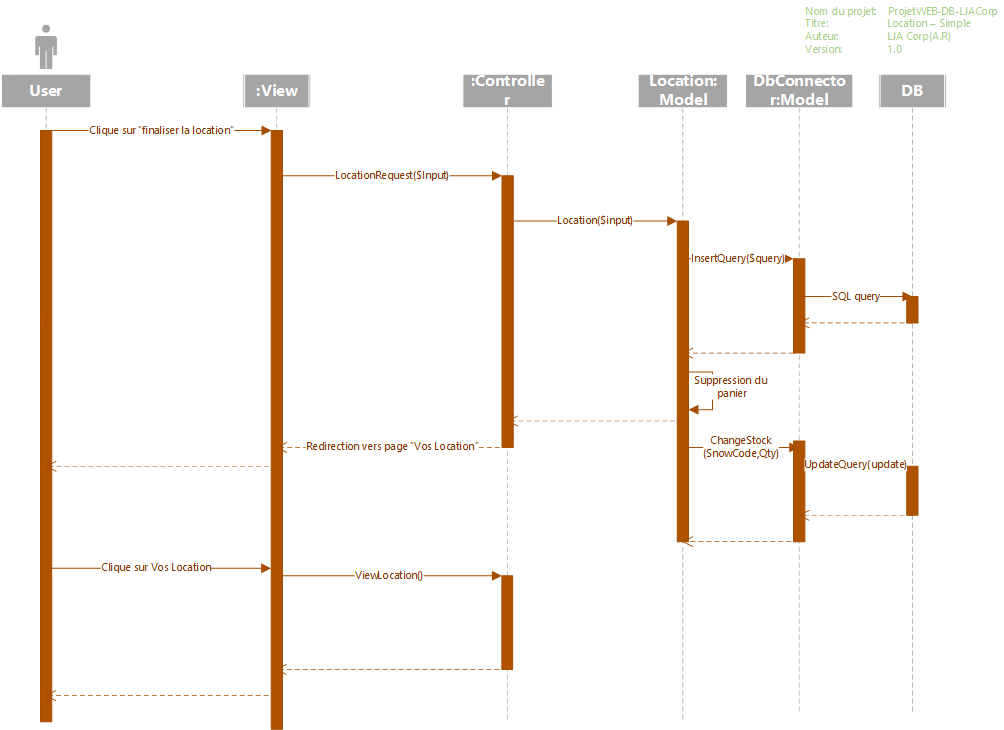 Nom du projet: ProjetWEB-DB-LJACorp
Titre: Location – Simple
Auteur: LJA Corp(A.R)
Version: 1.0
User
:View
:Controlle
r
Location:
Model
DbConnecto
r:Model
DB
Clique sur "finaliser la location"
LocationRequest($Input)
Location($input)
InsertQuery($query)
SQL query
Suppression du
panier
Redirection vers page "Vos Location"
ChangeStock
(SnowCode,Qty)
UpdateQuery(update)
Clique sur Vos Location
ViewLocation()